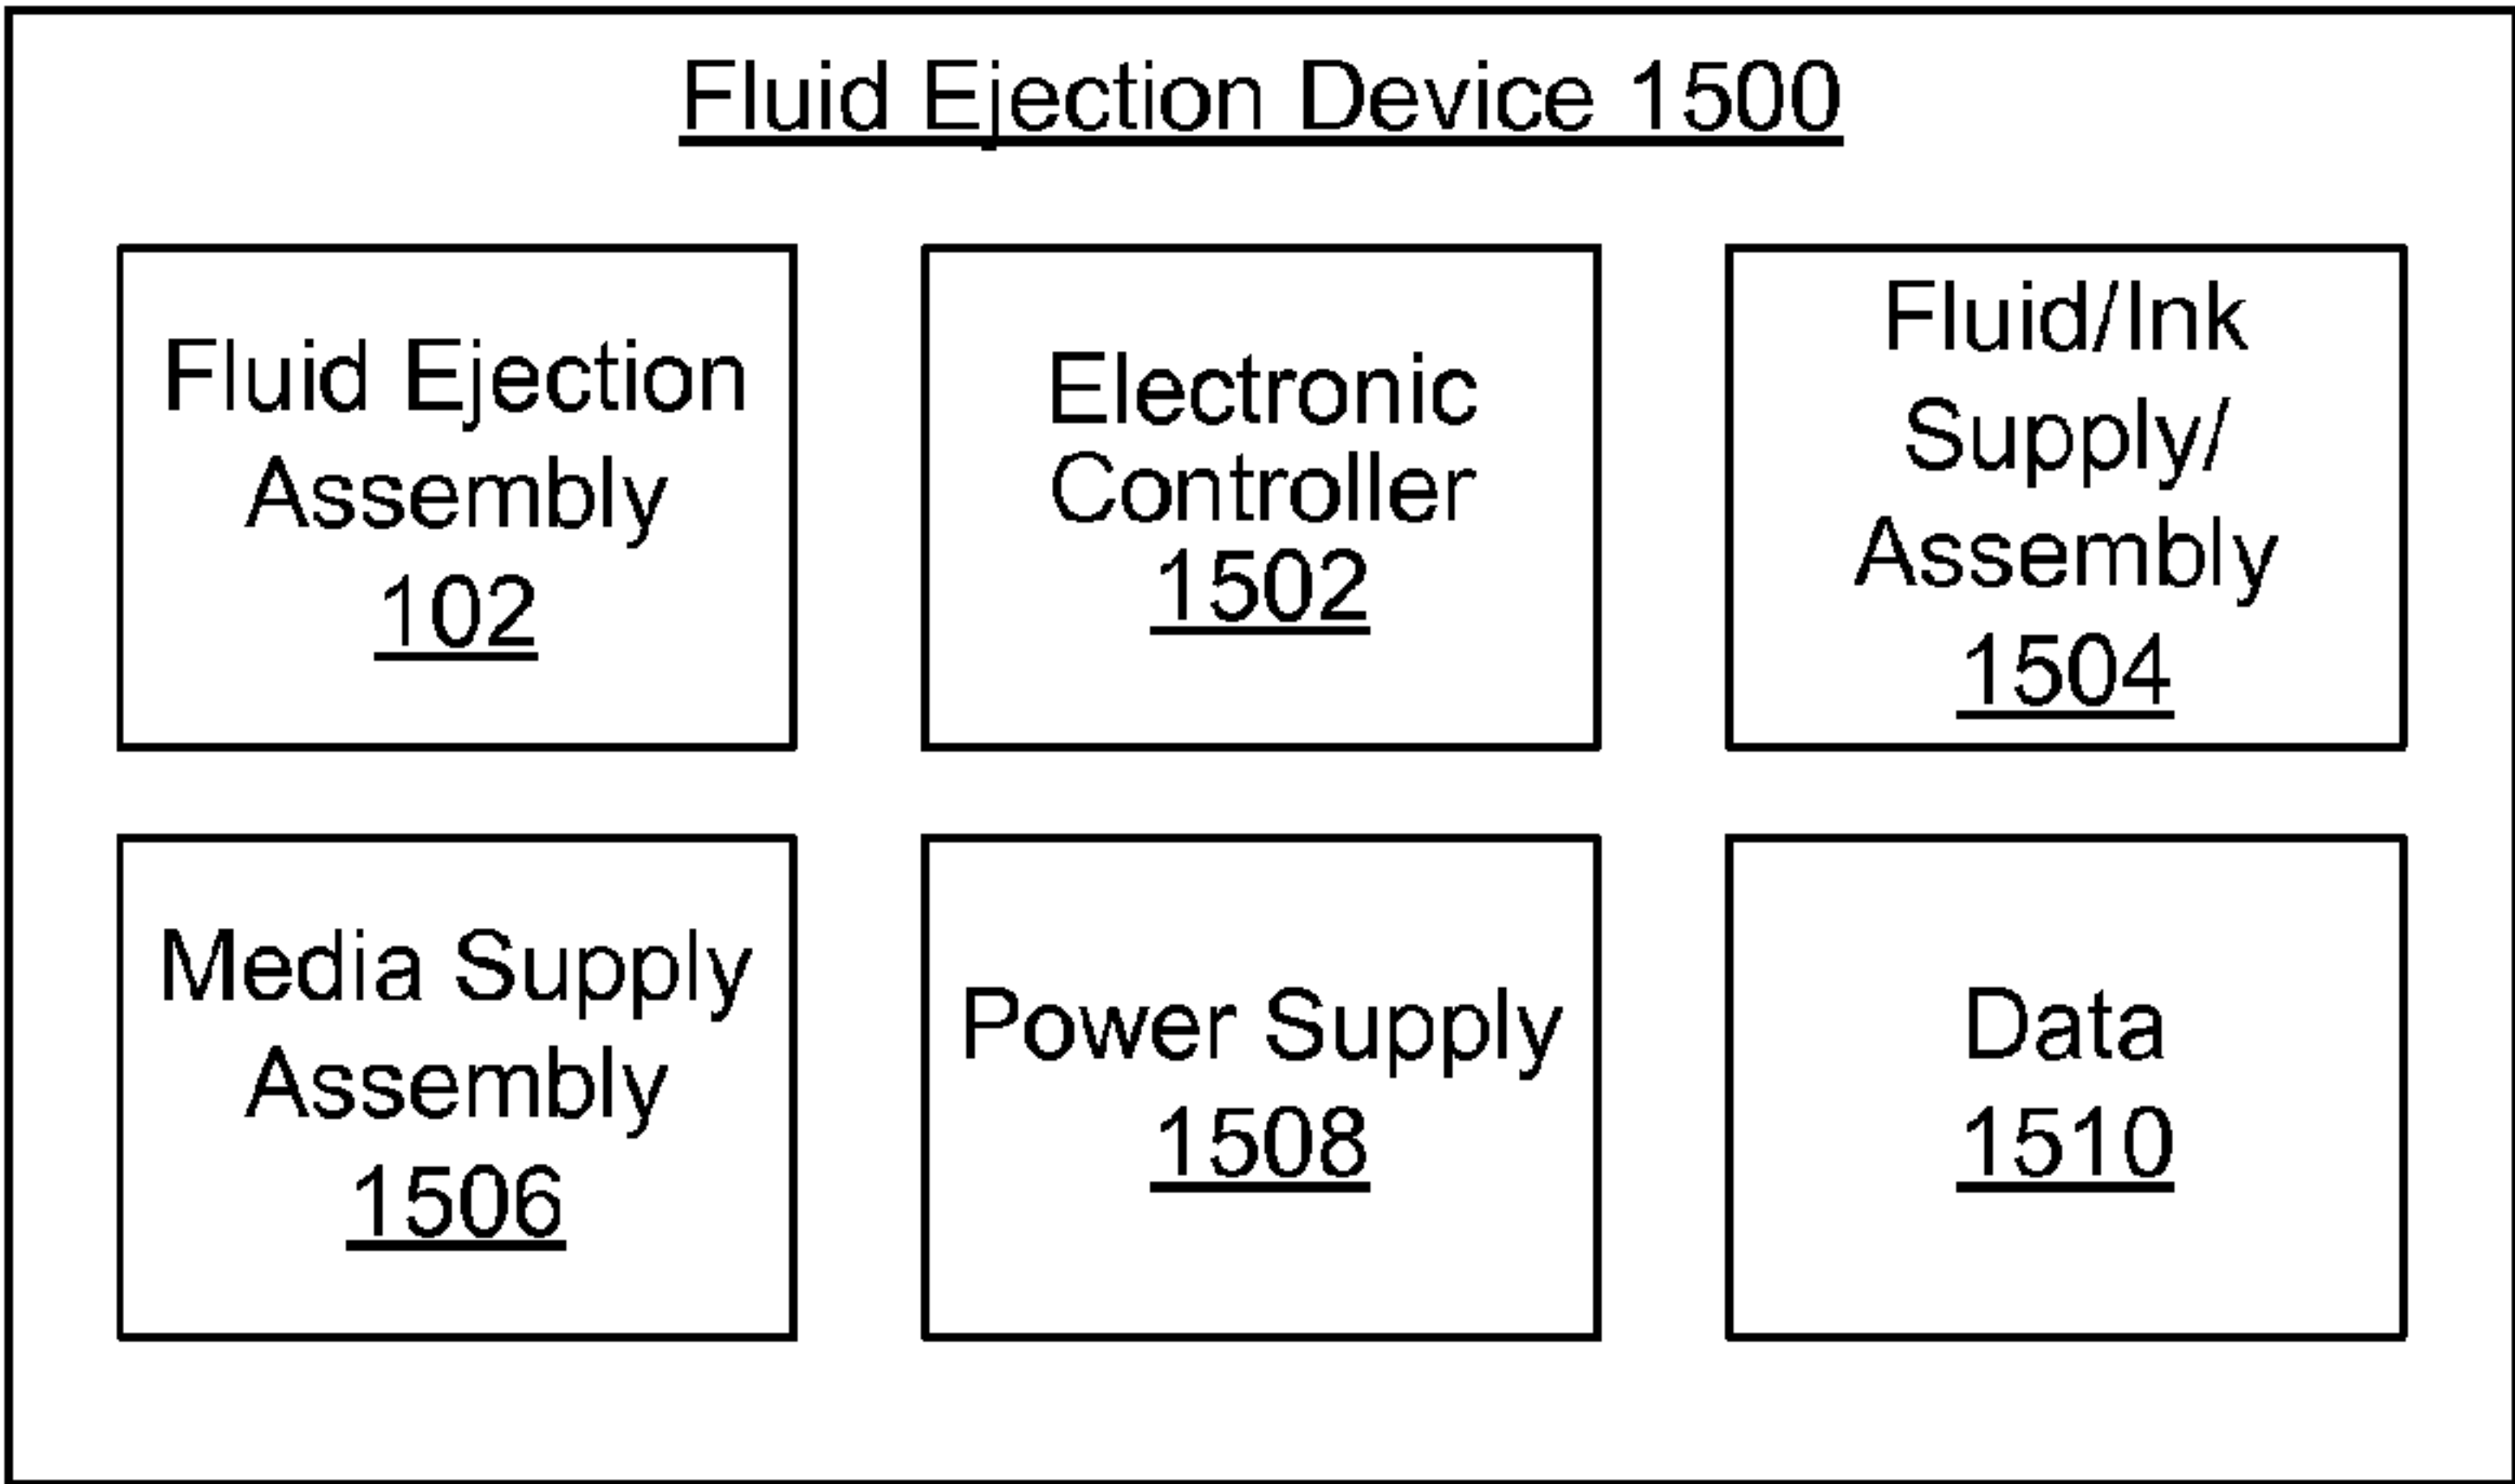 Fluid Ejection Device 1500
Fluid Ejection
Assembly
102
Electronic
Controller
1502
Fluid/Ink
Supply/
Assembly
1504
Media Supply
Assembly
1506
Power Supply
1508
Data
1510